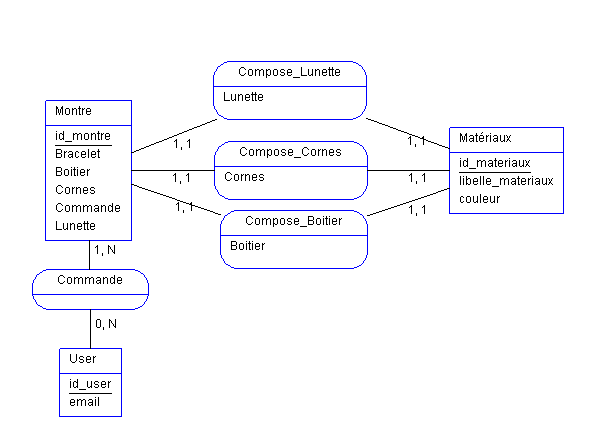 Compose_Lunette
Lunette
1, 1
1, 1
Montre
id_montre
Bracelet
Boitier
Cornes
Commande
Lunette
Compose_Cornes
Cornes
1, 1
1, 1
Matériaux
id_materiaux
libelle_materiaux
couleur
Compose_Boitier
Boitier
1, 1
1, 1
1, N
Commande
0, N
User
id_user
email